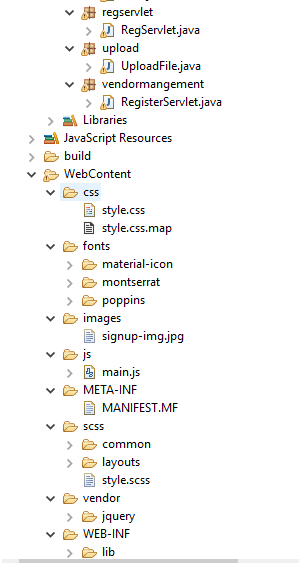 regservlet
RegServlet.java
upload
UploadFile.java
vendormangement
RegisterServlet.java
Libraries
JavaScript Resources
build
WebContent
css
style.css
style.css.map
fonts
material-icon
montserrat
poppins
images
signup-img.jpg
js
main.js
META-INF
MANIFEST.MF
scss
common
layouts
style.scss
vendor
jquery
WEB-INF
lib